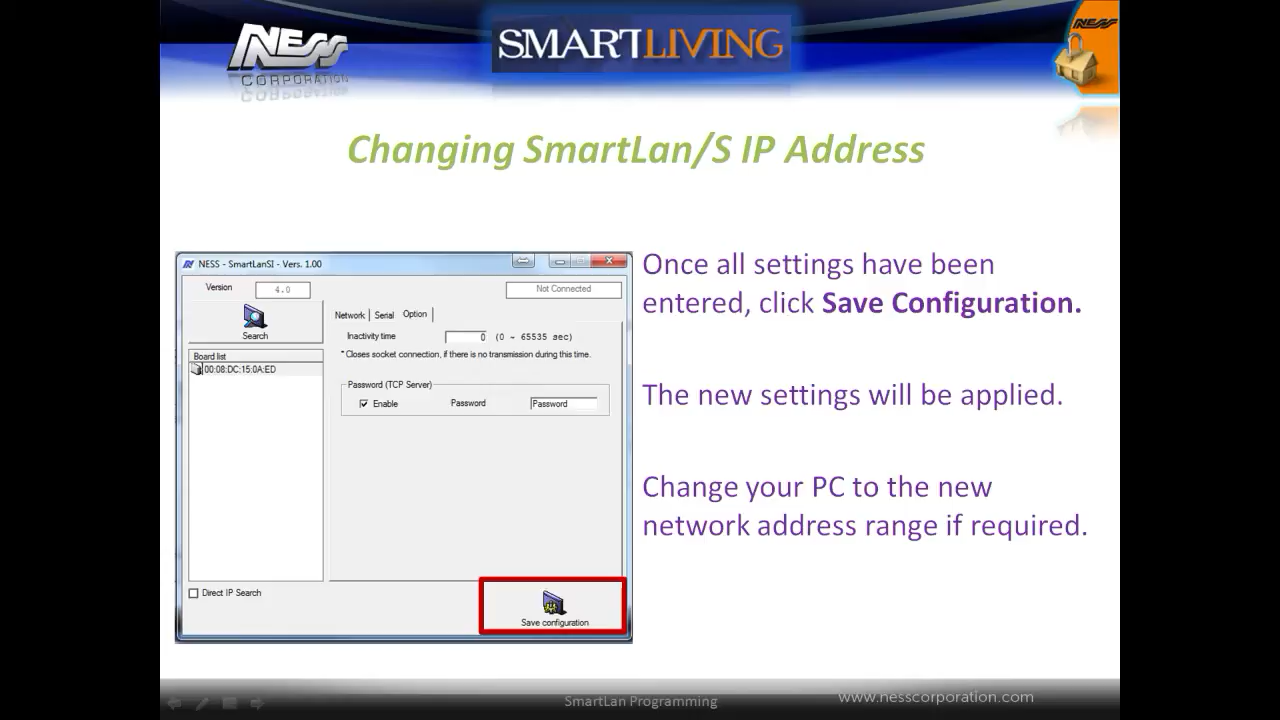 NESS
CORPORATION
SMARTLIVING
NESS
Changing SmartLan/S IP Address
NESS - SmartLanSI - Vers. 1.00
Version 4.0
Not Connected
Search
Network Serial Option
Inactivity time 0 (0 ~ 65535 sec)
* Closes socket connection, if there is no transmission during this time.
Board list
00:08:DC:15:0A:ED
Password (TCP Server)
Enable Password Password
Direct IP Search
Save configuration
Once all settings have been
entered, click Save Configuration.
The new settings will be applied.
Change your PC to the new
network address range if required.
SmartLan Programming
www.nesscorporation.com